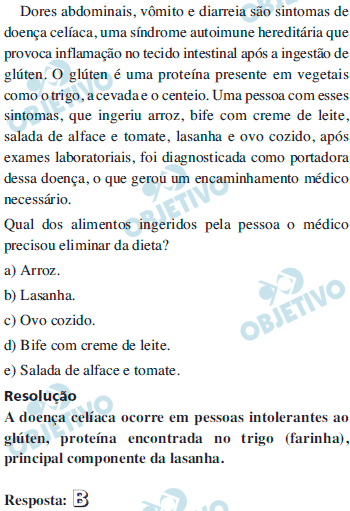 Dores abdominais, vômito e diarreia são sintomas de
doença celíaca, uma síndrome autoimune hereditária que
provoca inflamação no tecido intestinal após a ingestão de
glúten. O glúten é uma proteína presente em vegetais
como o trigo, a cevada e o centeio. Uma pessoa com esses
sintomas, que ingeriu arroz, bife com creme de leite,
salada de alface e tomate, lasanha e ovo cozido, após
exames laboratoriais, foi diagnosticada como portadora
dessa doença, o que gerou um encaminhamento médico
necessário.
Qual dos alimentos ingeridos pela pessoa o médico
precisou eliminar da dieta?
a) Arroz.
b) Lasanha.
c) Ovo cozido.
d) Bife com creme de leite.
e) Salada de alface e tomate.
Resolução
A doença celíaca ocorre em pessoas intolerantes ao
glúten, proteína encontrada no trigo (farinha),
principal componente da lasanha.
Resposta: B
OBJETIVO
OBJETIVO
OBJETIVO
OBJETIVO